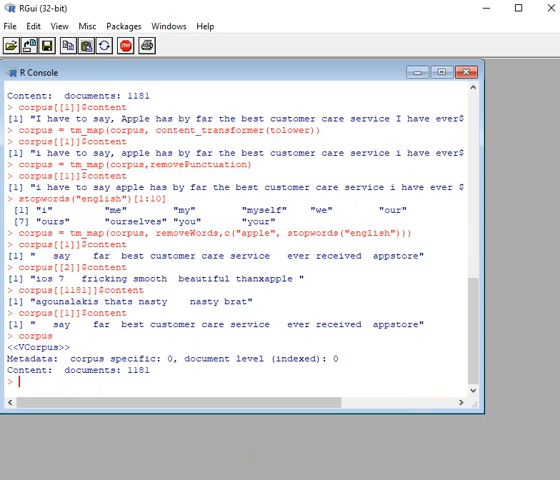 RGui (32-bit)
File Edit View Misc Packages Windows Help
STOP
R Console
Content:  documents: 1181
> corpus[[1]]$content
[1] "I have to say, Apple has by far the best customer care service I have ever$
> corpus = tm_map(corpus, content_transformer(tolower))
> corpus[[1]]$content
[1] "i have to say, apple has by far the best customer care service i have ever$
> corpus = tm_map(corpus,removePunctuation)
> corpus[[1]]$content
[1] "i have to say apple has by far the best customer care service i have ever $
> stopwords("english")[1:10]
[1] "i"         "me"        "my"        "myself"    "we"        "our"
[7] "ours"      "ourselves" "you"       "your"
> corpus = tm_map(corpus, removeWords,c("apple", stopwords("english")))
> corpus[[1]]$content
[1] "   say    far  best customer care service   ever received  appstore"
> corpus[[2]]$content
[1] "ios 7   fricking smooth  beautiful thanxapple "
> corpus[[1181]]$content
[1] "agounalakis thats nasty    nasty brat"
> corpus[[1]]$content
[1] "   say    far  best customer care service   ever received  appstore"
> corpus
<<VCorpus>>
Metadata:  corpus specific: 0, document level (indexed): 0
Content:  documents: 1181
>